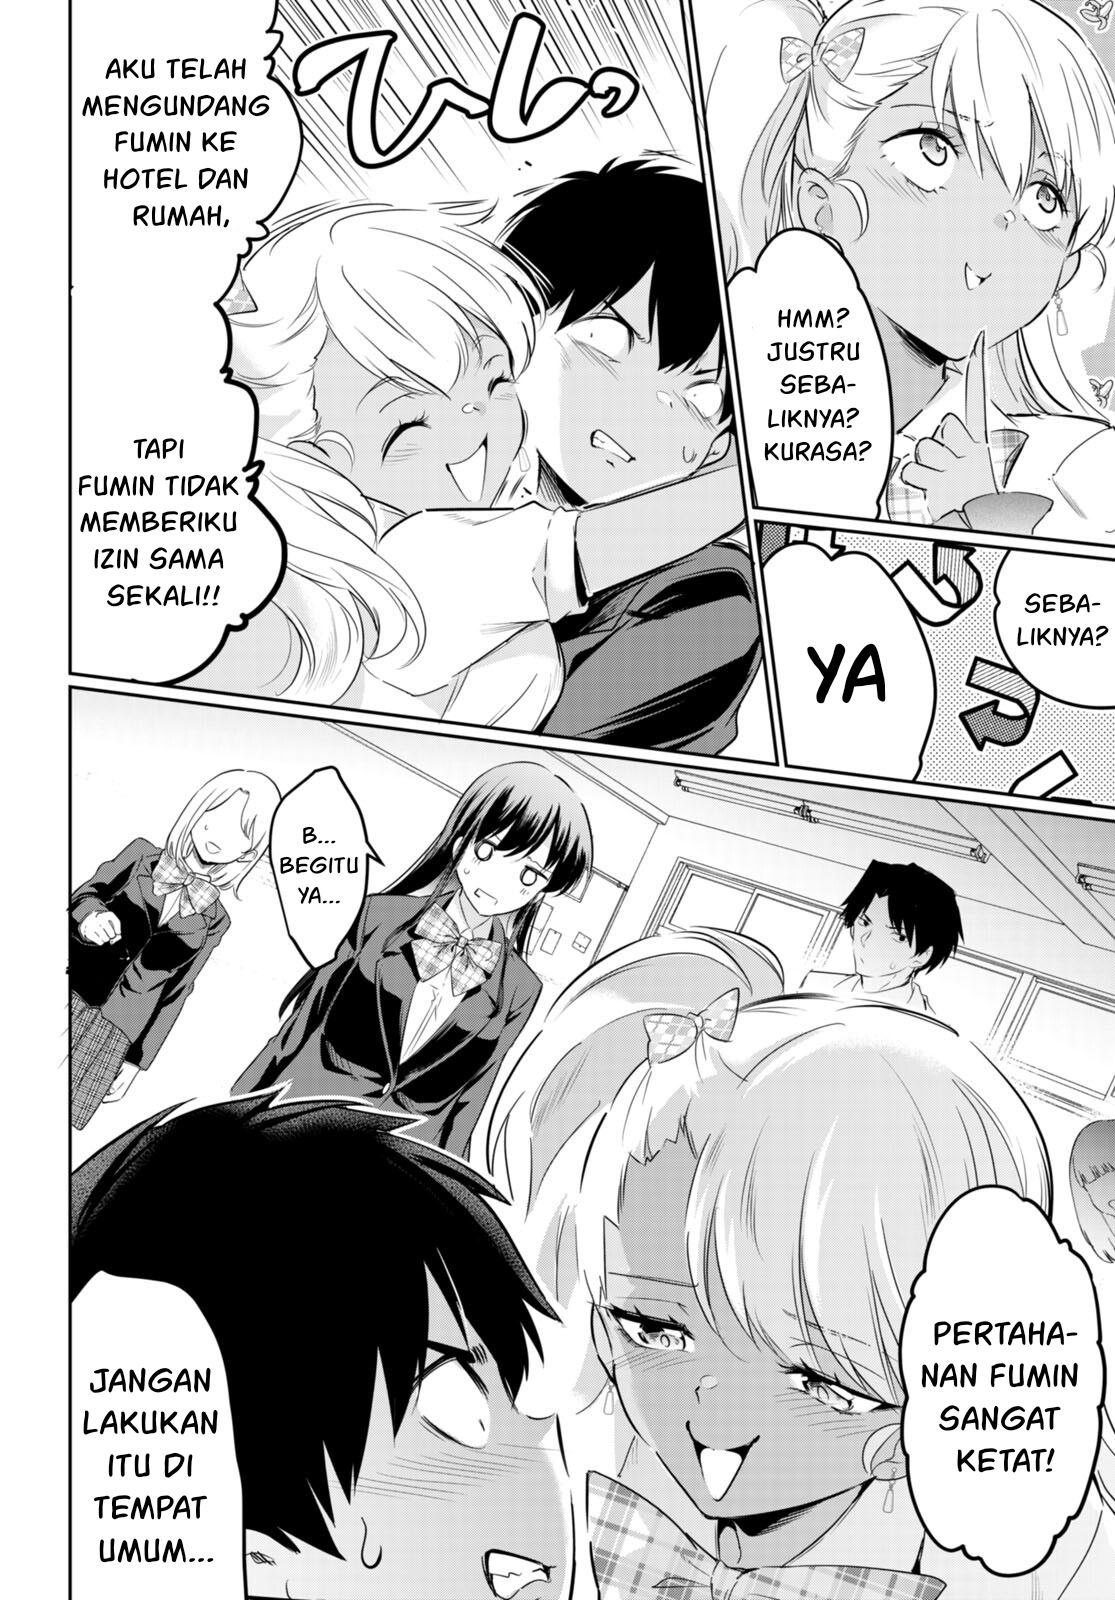 HMM?
JUSTRU
SEBA-
LIKNYA?
KURASA?
SEBA-
LIKNYA?
YA
ひしっ
AKU TELAH
MENGUNDANG
FUMIN KE
HOTEL DAN
RUMAH,
TAPI
FUMIN TIDAK
MEMBERIKU
IZIN SAMA
SEKALI!!
B...
BEGITU
YA...
PERTAHA-
NAN FUMIN
SANGAT
KETAT!
JANGAN
LAKUKAN
ITU DI
TEMPAT
UMUM...